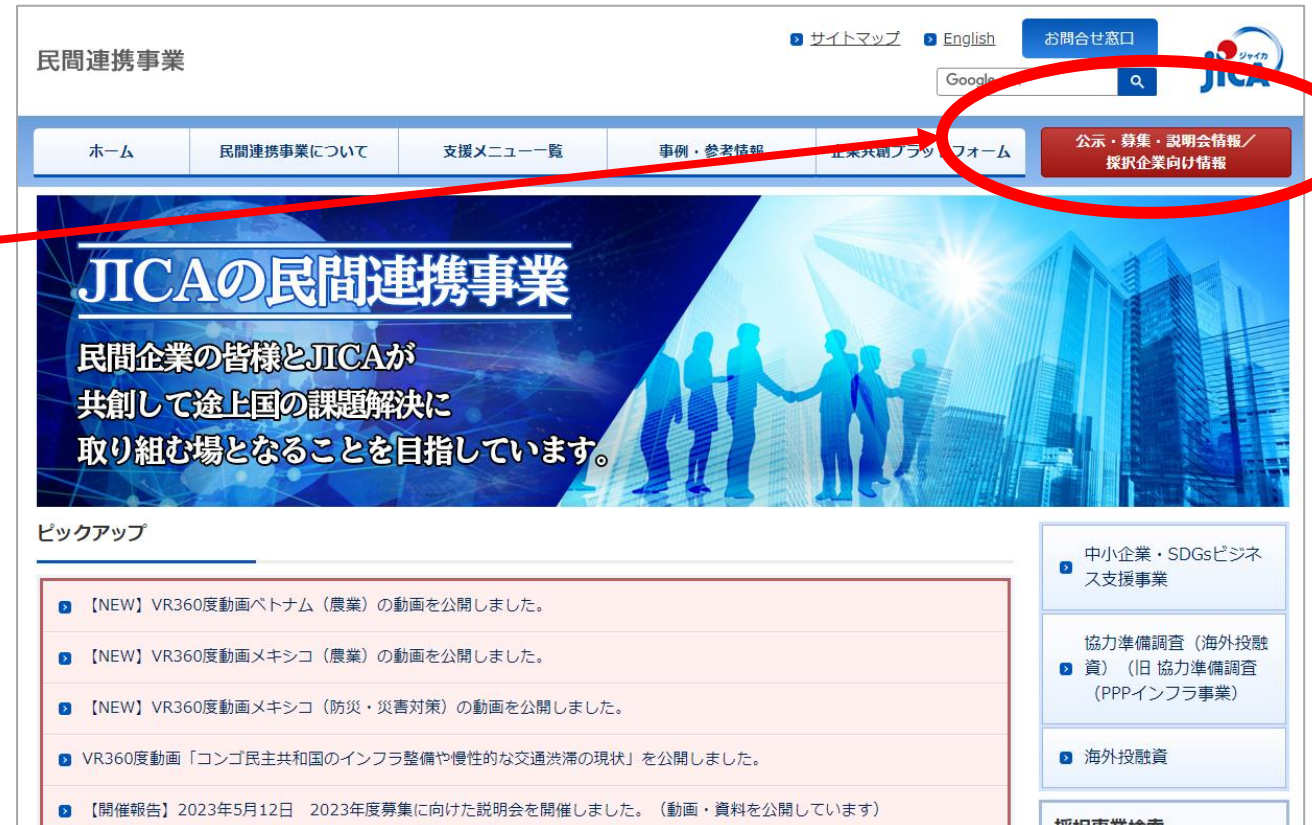 民間連携事業
サイトマップ
English
お問合せ窓口
Google
ジャイカ
JICA
ホーム
民間連携事業について
支援メニュー一覧
事例・参考情報
企業共創プラットフォーム
公示・募集・説明会情報／
採択企業向け情報
JICAの民間連携事業
民間企業の皆様とJICAが
共創して途上国の課題解決に
取り組む場となることを目指しています。
ピックアップ
【NEW】VR360度動画ベトナム（農業）の動画を公開しました。
【NEW】VR360度動画メキシコ（農業）の動画を公開しました。
【NEW】VR360度動画メキシコ（防災・災害対策）の動画を公開しました。
VR360度動画「コンゴ民主共和国のインフラ整備や慢性的な交通渋滞の現状」を公開しました。
【開催報告】2023年5月12日　2023年度募集に向けた説明会を開催しました。（動画・資料を公開しています）
中小企業・SDGsビジネ
ス支援事業
協力準備調査（海外投融
資）（旧 協力準備調査
（PPPインフラ事業）
海外投融資
採択事業検索